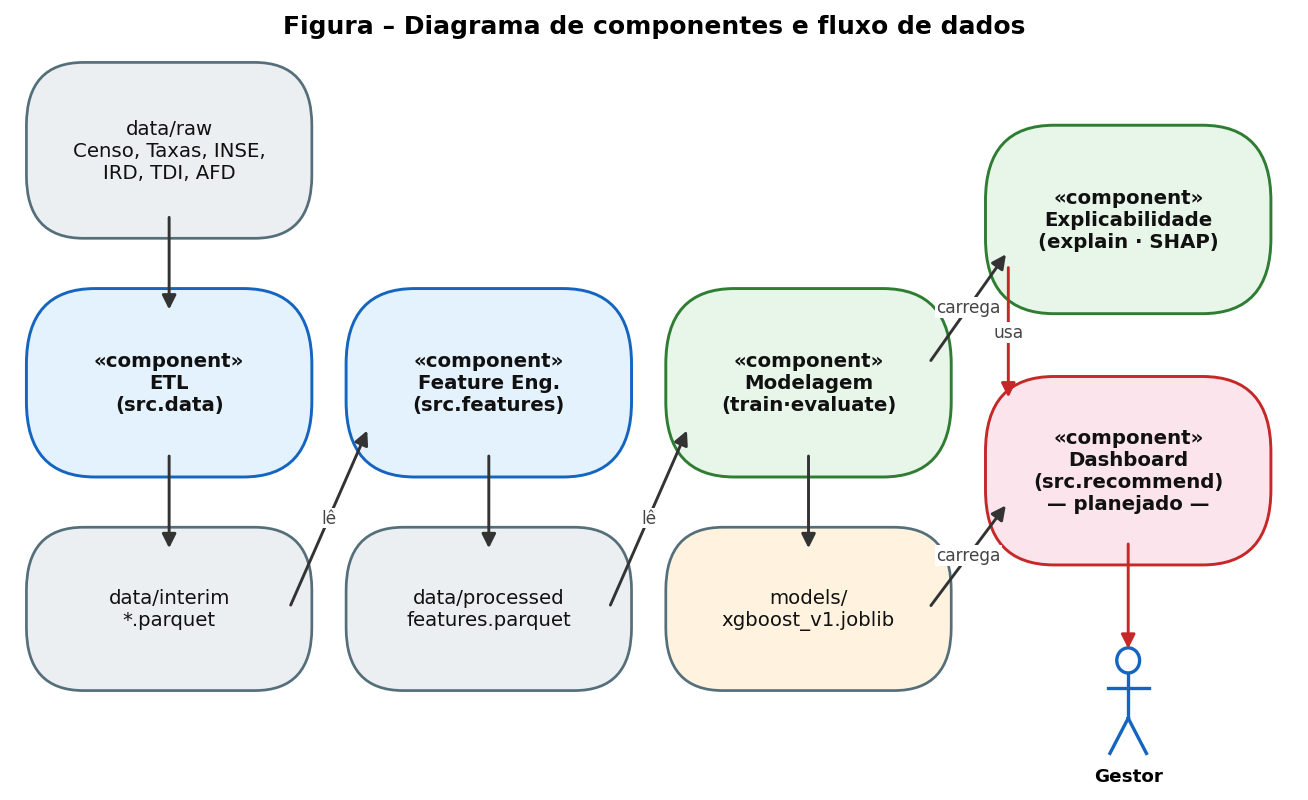 Figura – Diagrama de componentes e fluxo de dados
data/raw
Censo, Taxas, INSE,
IRD, TDI, AFD
«component»
ETL
(src.data)
data/interim
*.parquet
lê
«component»
Feature Eng.
(src.features)
data/processed
features.parquet
lê
«component»
Modelagem
(train·evaluate)
models/
xgboost_v1.joblib
carrega
carrega
«component»
Explicabilidade
(explain · SHAP)
usa
«component»
Dashboard
(src.recommend)
— planejado —
Gestor